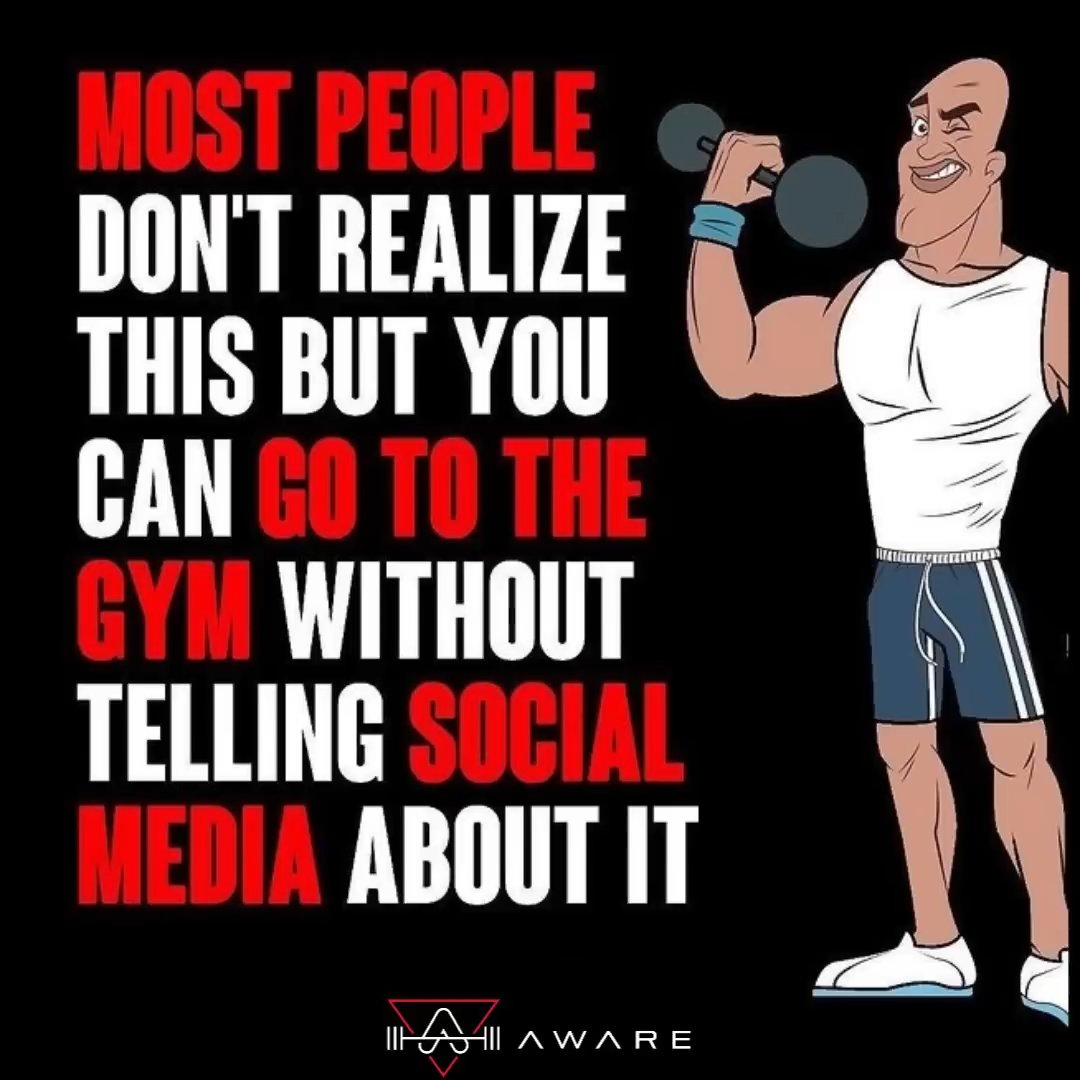 MOST PEOPLE
DON'T REALIZE
THIS BUT YOU
CAN GO TO THE
GYM WITHOUT
TELLING SOCIAL
MEDIA ABOUT IT
AWARE